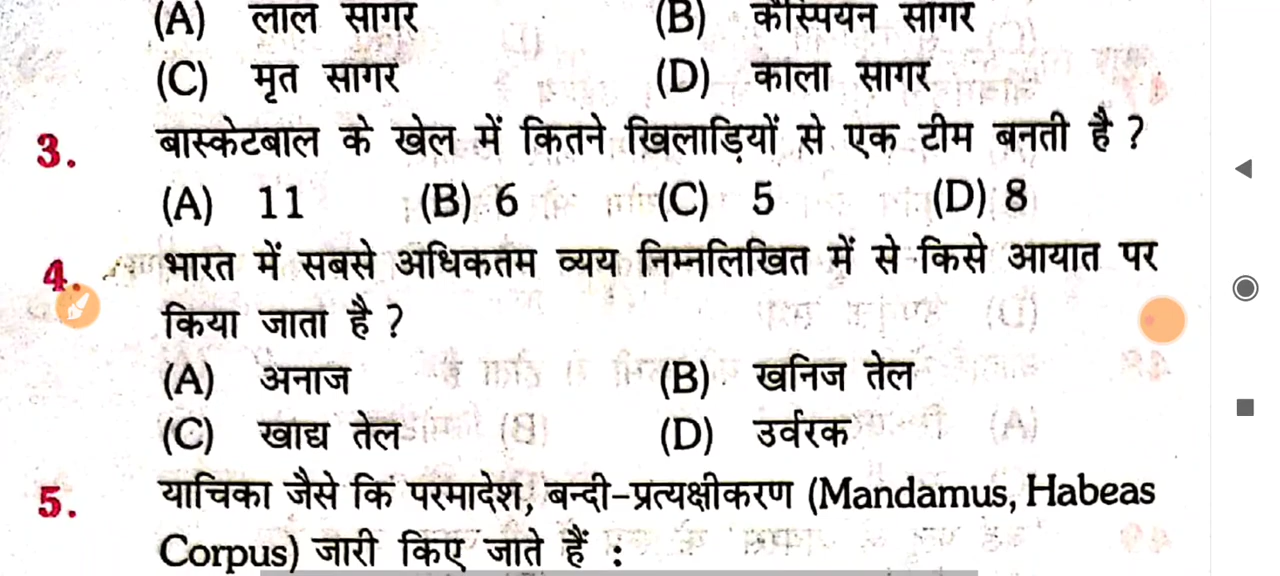 (A) लाल सागर (B) कैस्पियन सागर
(C) मृत सागर (D) काला सागर
3. बास्केटबाल के खेल में कितने खिलाड़ियों से एक टीम बनती है ?
(A) 11 (B) 6 (C) 5 (D) 8
4. भारत में सबसे अधिकतम व्यय निम्नलिखित में से किसे आयात पर
किया जाता है ?
(A) अनाज (B) खनिज तेल
(C) खाद्य तेल (D) उर्वरक
5. याचिका जैसे कि परमादेश, बन्दी-प्रत्यक्षीकरण (Mandamus, Habeas
Corpus) जारी किए जाते हैं :